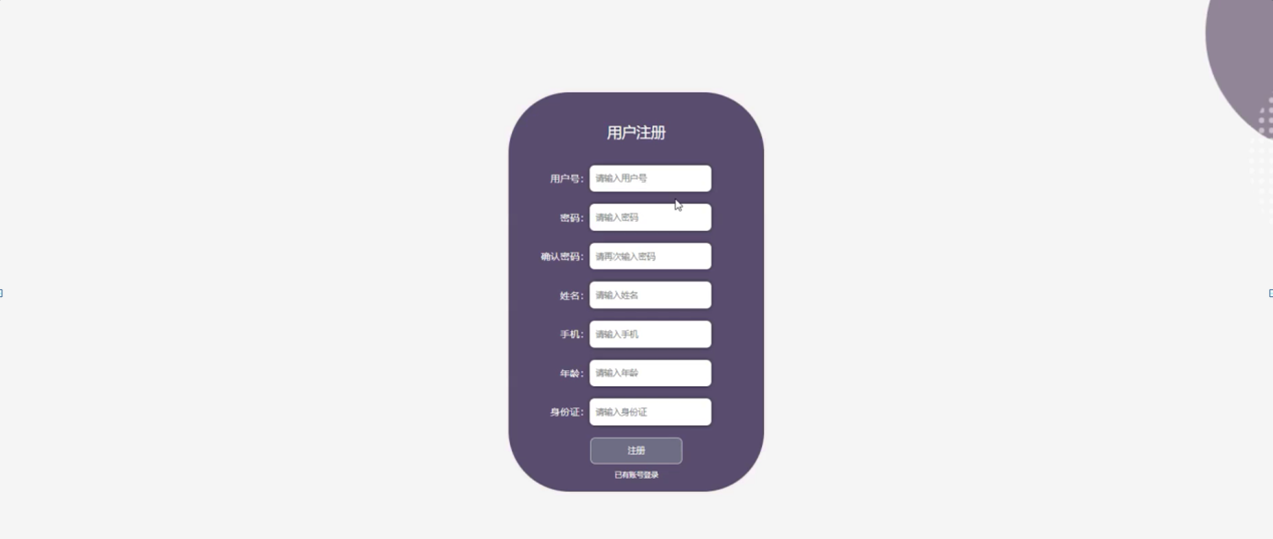 用户注册
用户号： 请输入用户号
密码： 请输入密码
确认密码： 请再次输入密码
姓名： 请输入姓名
手机： 请输入手机
年龄： 请输入年龄
身份证： 请输入身份证
注册
已有账号登录